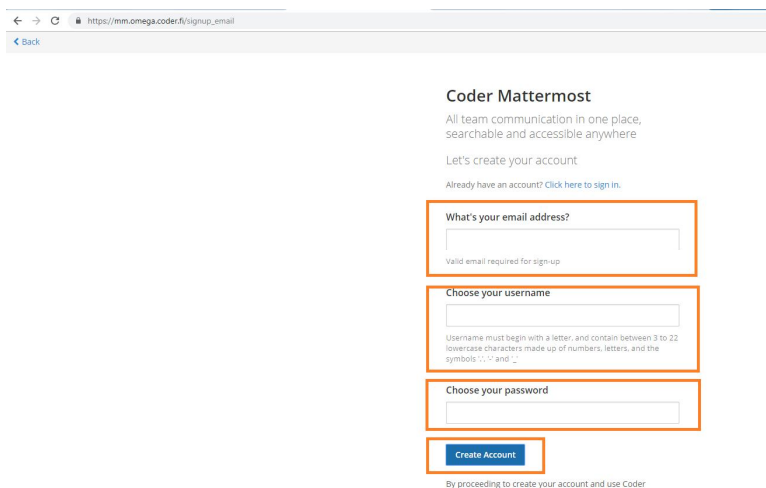 https://mm.omega.coder.fi/signup_email
Back
Coder Mattermost
All team communication in one place,
searchable and accessible anywhere
Let's create your account
Already have an account? Click here to sign in.
What's your email address?
Valid email required for sign-up
Choose your username
Username must begin with a letter, and contain between 3 to 22
lowercase characters made up of numbers, letters, and the
symbols '.', '-' and '_'
Choose your password
Create Account
By proceeding to create your account and use Coder